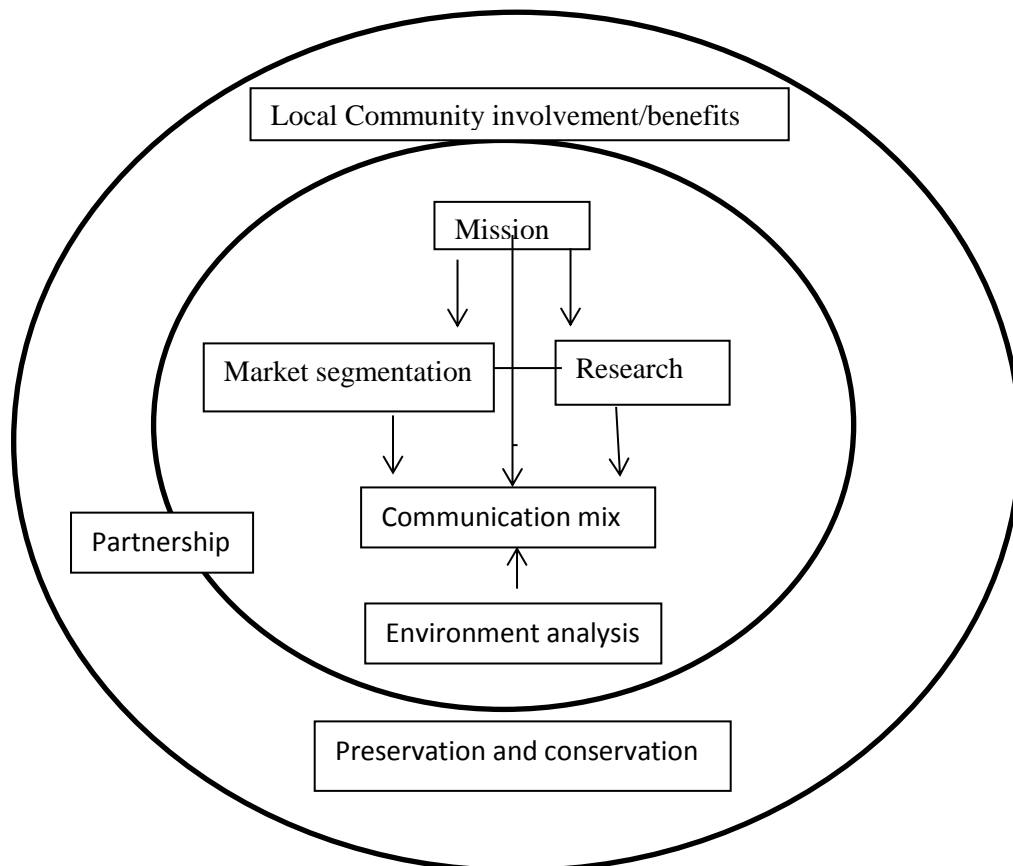 Local Community involvement/benefits
Mission
Market segmentation
Research
Communication mix
Partnership
Environment analysis
Preservation and conservation